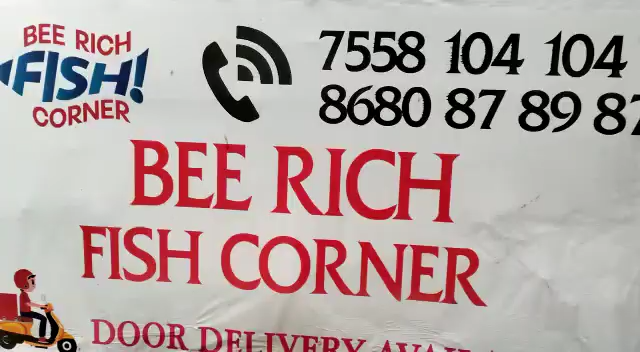 BEE RICH
FISH!
CORNER
7558 104 104
8680 87 89 87
BEE RICH
FISH CORNER
DOOR DELIVERY